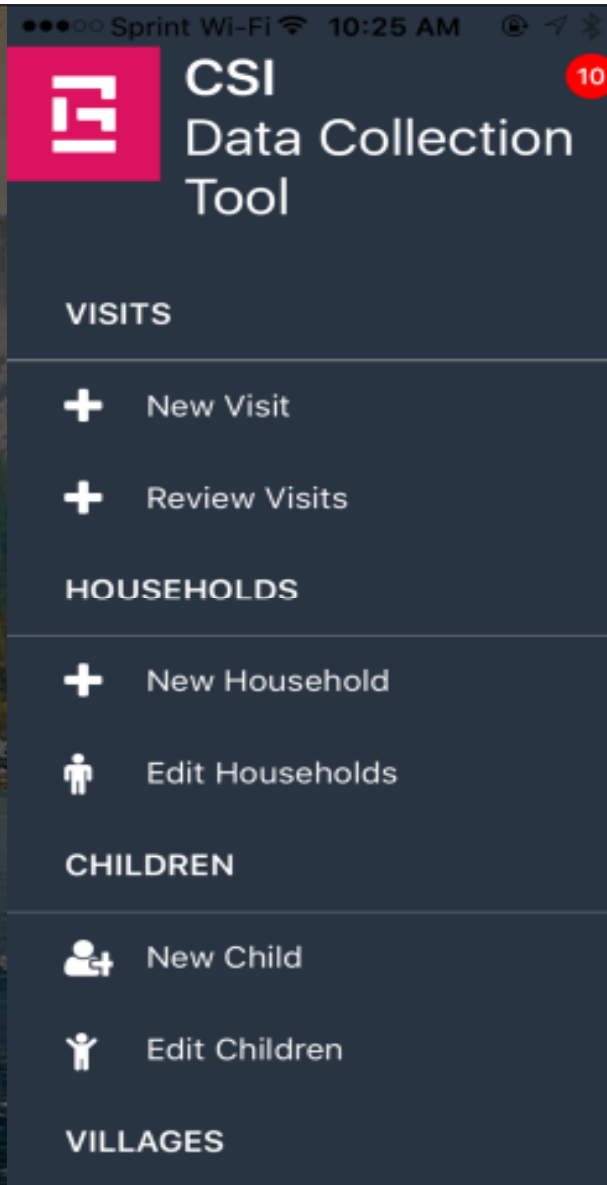 Sprint Wi-Fi 10:25 AM
CSI
10
Data Collection
Tool
VISITS
New Visit
Review Visits
HOUSEHOLDS
New Household
Edit Households
CHILDREN
New Child
Edit Children
VILLAGES